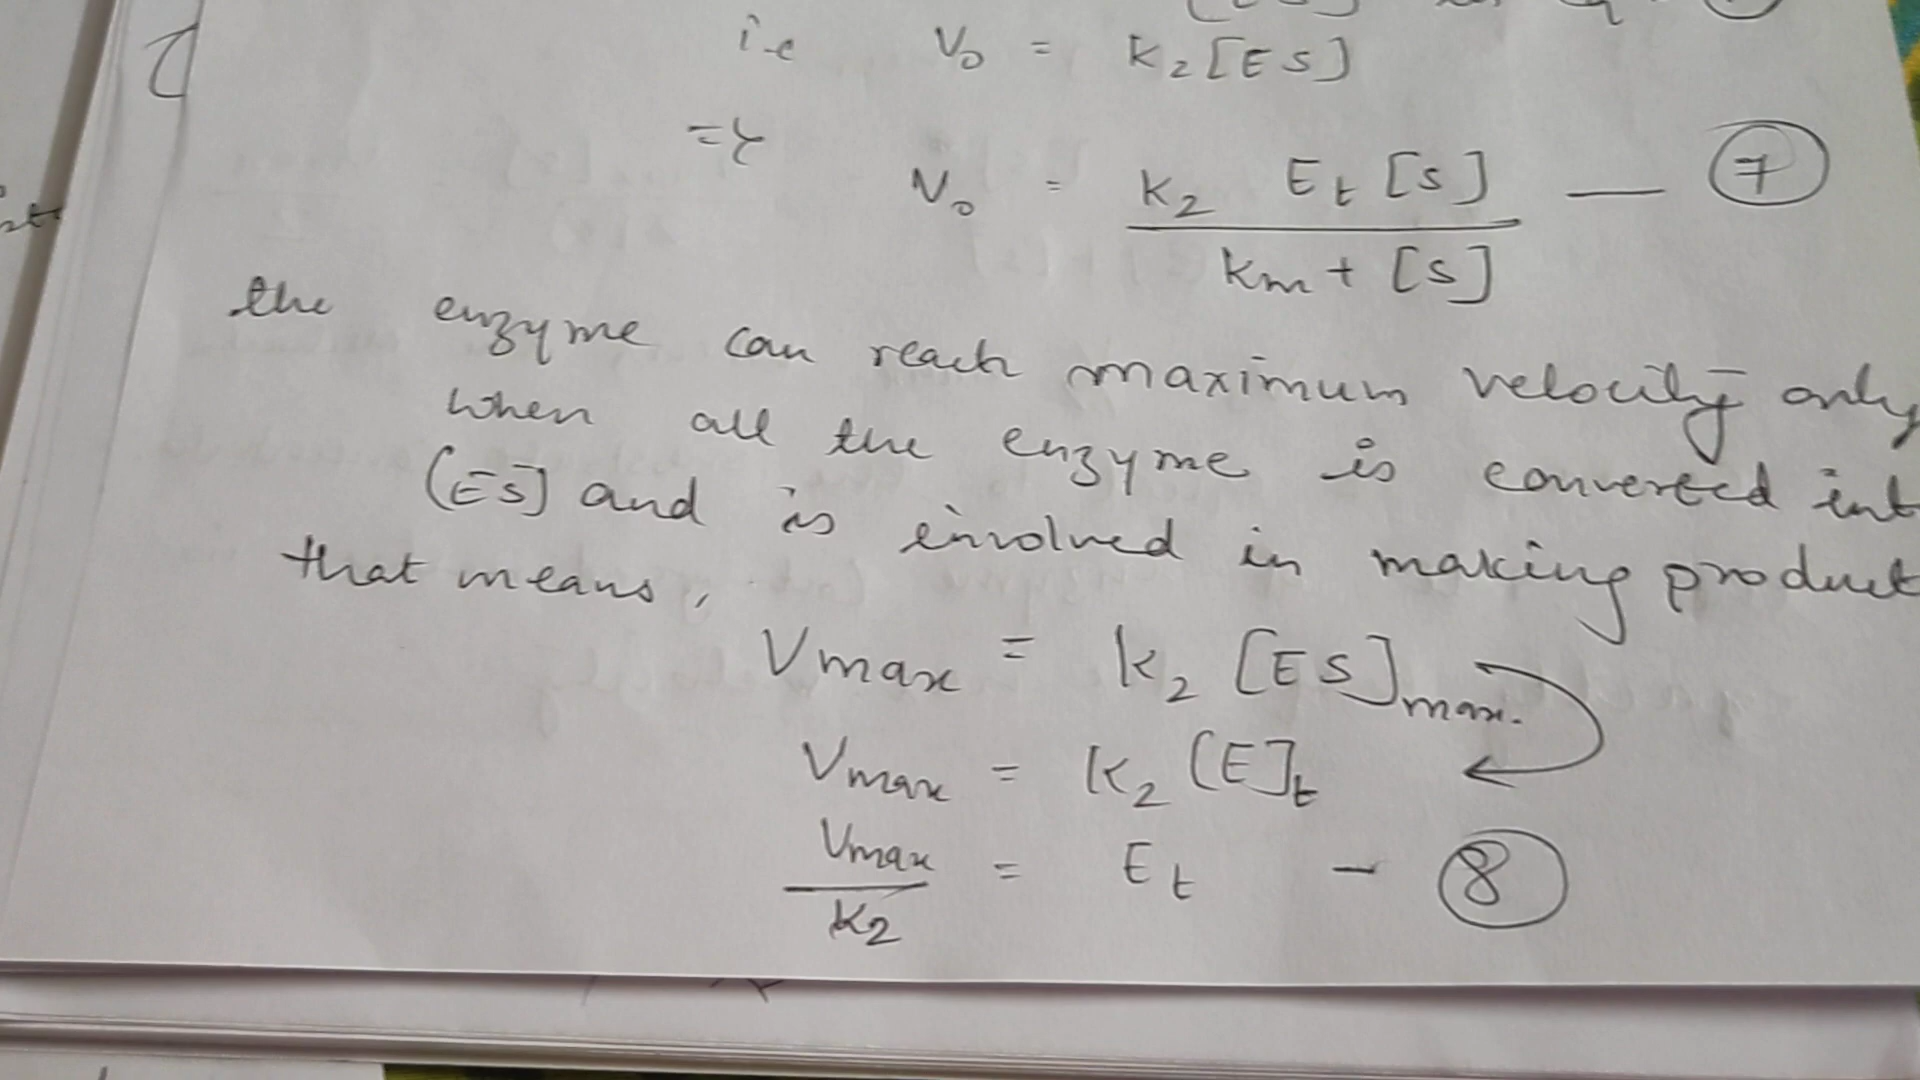 i.e V₀ = K₂[ES]
=> V₀ = K₂ Eₜ [S] / Km + [S] — ⑦
the enzyme can reach maximum velocity only
when all the enzyme is converted int
(ES] and is involved in making product
that means,
Vmax = k₂ [ES]max.
Vmax = K₂ (E]ₜ
Vmax / K₂ = Eₜ - ⑧